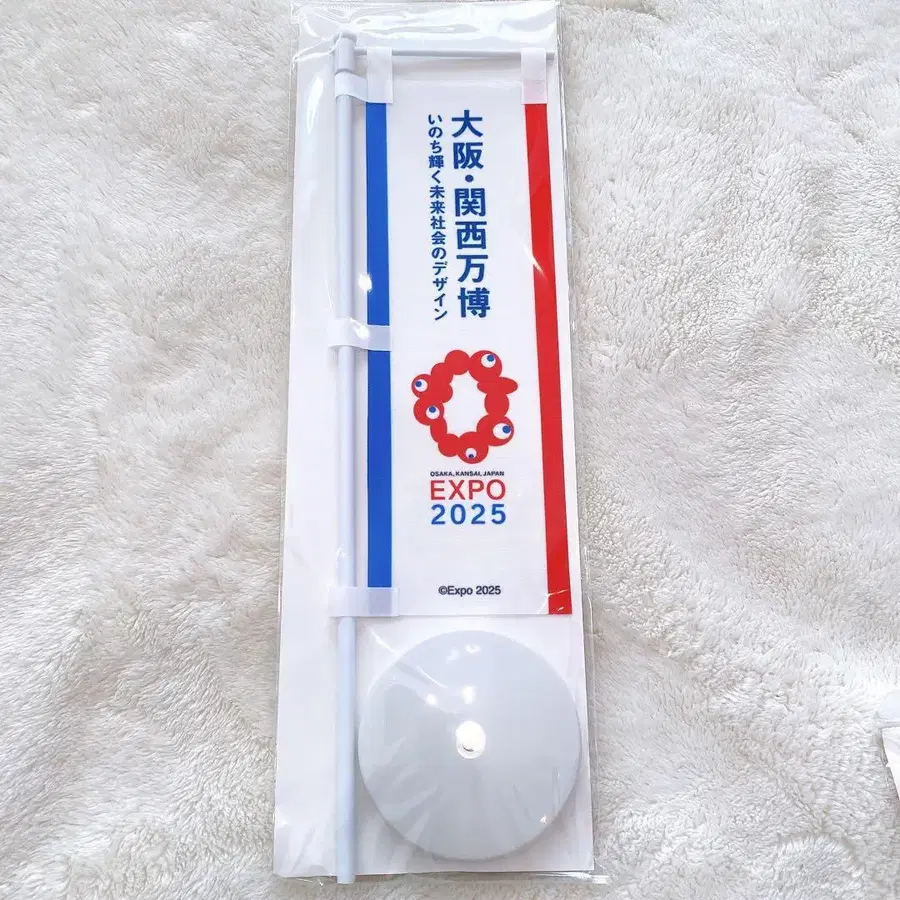 大阪・関西万博
いのち輝く未来社会のデザイン
OSAKA, KANSAI, JAPAN
EXPO
2025
©Expo 2025